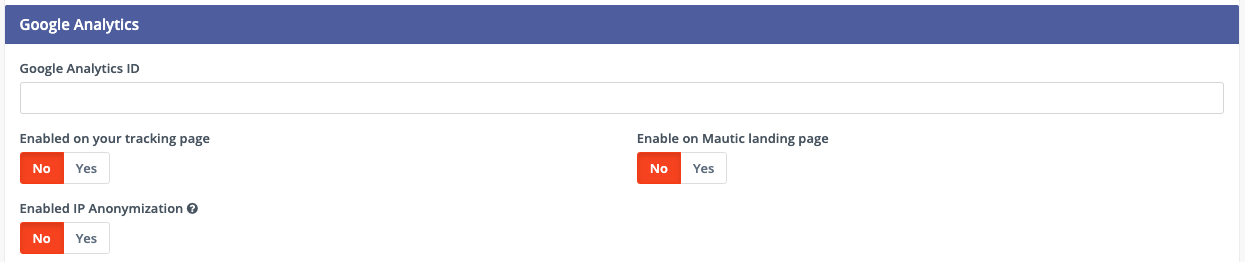 Google Analytics
Google Analytics ID
Enabled on your tracking page
No Yes
Enable on Mautic landing page
No Yes
Enabled IP Anonymization ?
No Yes